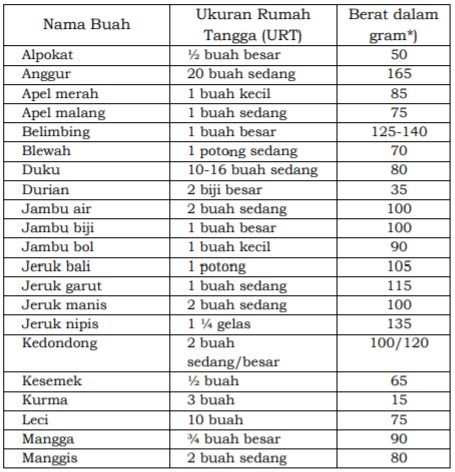 Nama Buah Ukuran Rumah Tangga (URT) Berat dalam gram*)
Alpokat ½ buah besar 50
Anggur 20 buah sedang 165
Apel merah 1 buah kecil 85
Apel malang 1 buah sedang 75
Belimbing 1 buah besar 125-140
Blewah 1 potong sedang 70
Duku 10-16 buah sedang 80
Durian 2 biji besar 35
Jambu air 2 buah sedang 100
Jambu biji 1 buah besar 100
Jambu bol 1 buah kecil 90
Jeruk bali 1 potong 105
Jeruk garut 1 buah sedang 115
Jeruk manis 2 buah sedang 100
Jeruk nipis 1 ¼ gelas 135
Kedondong 2 buah sedang/besar 100/120
Kesemek ½ buah 65
Kurma 3 buah 15
Leci 10 buah 75
Mangga ¾ buah besar 90
Manggis 2 buah sedang 80